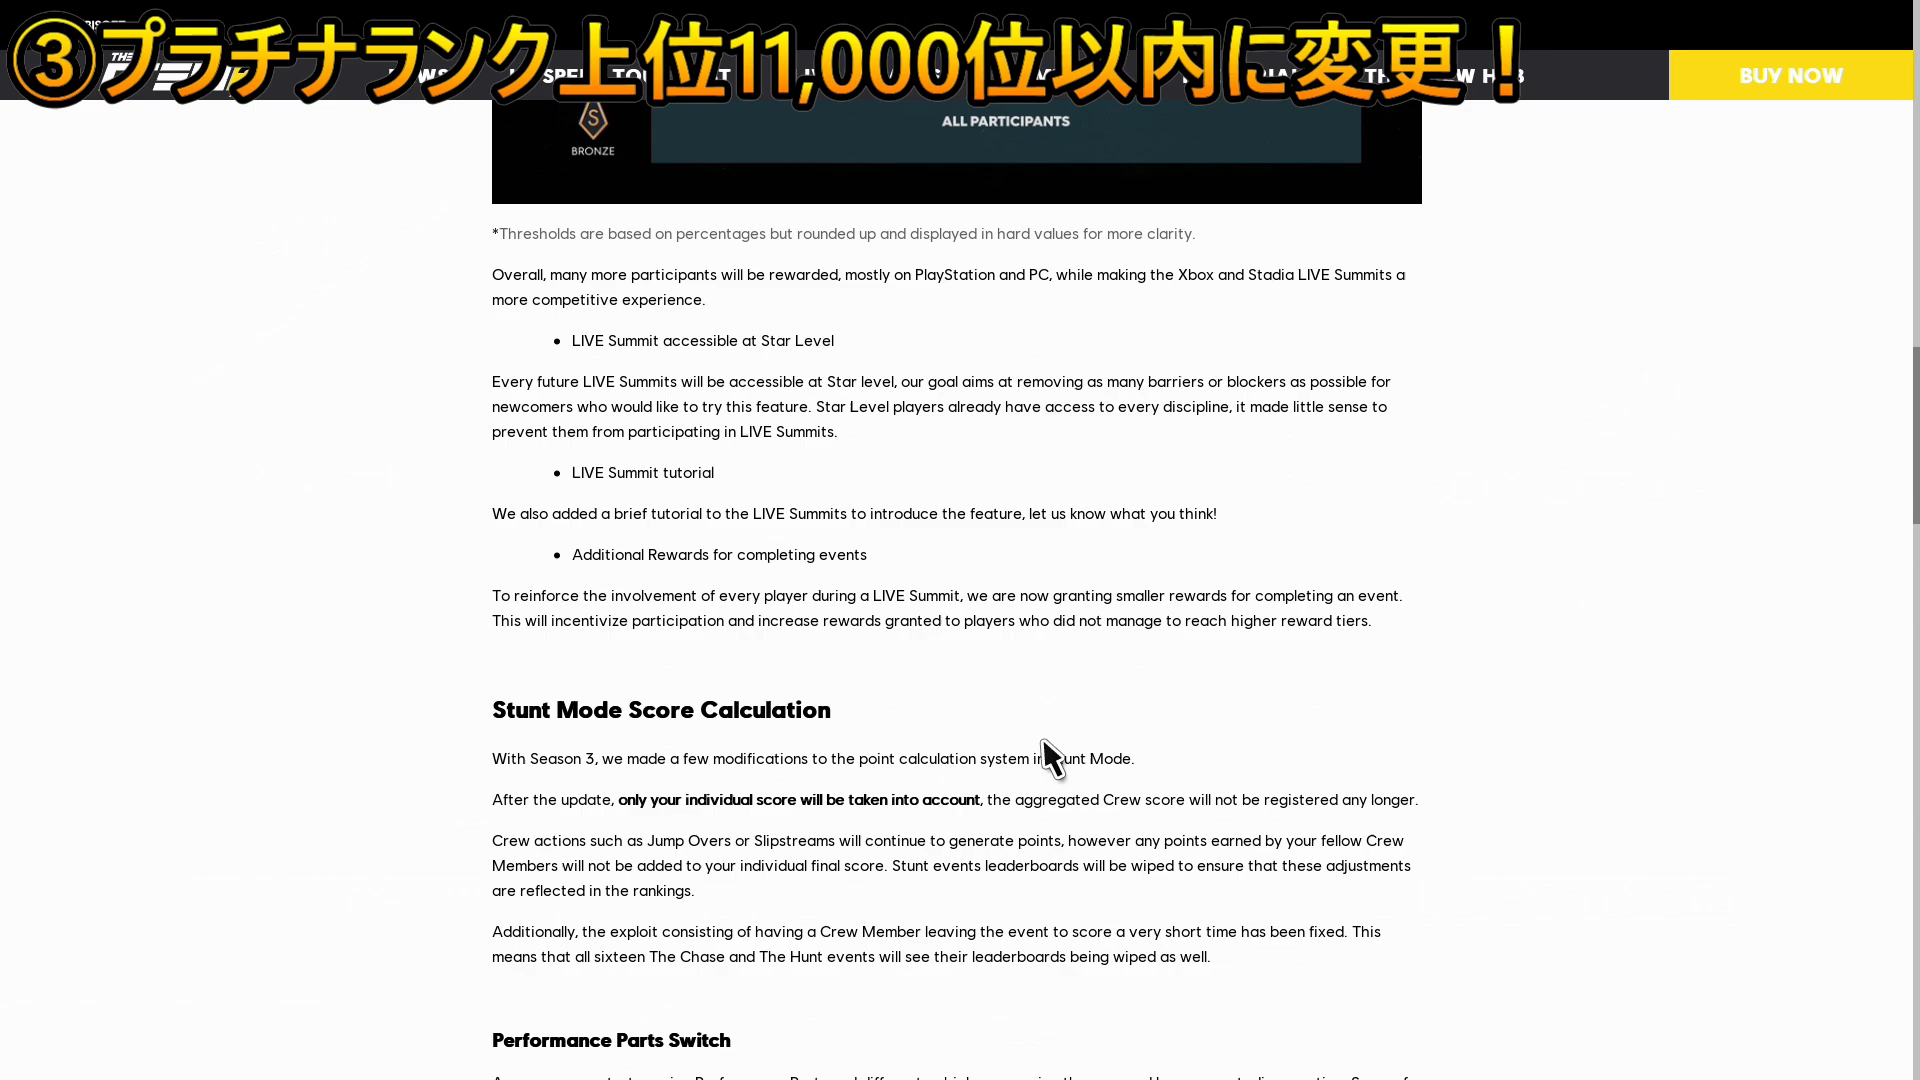 ③プラチナランク上位11,000位以内に変更！
THE
BUY NOW
S
ALL PARTICIPANTS
BRONZE
*Thresholds are based on percentages but rounded up and displayed in hard values for more clarity.
Overall, many more participants will be rewarded, mostly on PlayStation and PC, while making the Xbox and Stadia LIVE Summits a
more competitive experience.
• LIVE Summit accessible at Star Level
Every future LIVE Summits will be accessible at Star level, our goal aims at removing as many barriers or blockers as possible for
newcomers who would like to try this feature. Star Level players already have access to every discipline, it made little sense to
prevent them from participating in LIVE Summits.
• LIVE Summit tutorial
We also added a brief tutorial to the LIVE Summits to introduce the feature, let us know what you think!
• Additional Rewards for completing events
To reinforce the involvement of every player during a LIVE Summit, we are now granting smaller rewards for completing an event.
This will incentivize participation and increase rewards granted to players who did not manage to reach higher reward tiers.
Stunt Mode Score Calculation
With Season 3, we made a few modifications to the point calculation system in Stunt Mode.
After the update, only your individual score will be taken into account, the aggregated Crew score will not be registered any longer.
Crew actions such as Jump Overs or Slipstreams will continue to generate points, however any points earned by your fellow Crew
Members will not be added to your individual final score. Stunt events leaderboards will be wiped to ensure that these adjustments
are reflected in the rankings.
Additionally, the exploit consisting of having a Crew Member leaving the event to score a very short time has been fixed. This
means that all sixteen The Chase and The Hunt events will see their leaderboards being wiped as well.
Performance Parts Switch